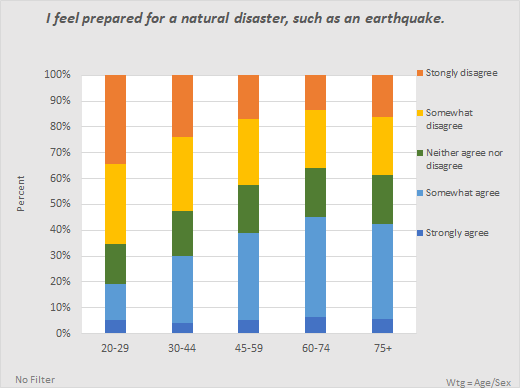 I feel prepared for a natural disaster, such as an earthquake.
100%
90%
80%
70%
60%
50%
40%
30%
20%
10%
0%
Percent
20-29
30-44
45-59
60-74
75+
Stongly disagree
Somewhat
disagree
Neither agree nor
disagree
Somewhat agree
Strongly agree
No Filter
Wtg = Age/Sex